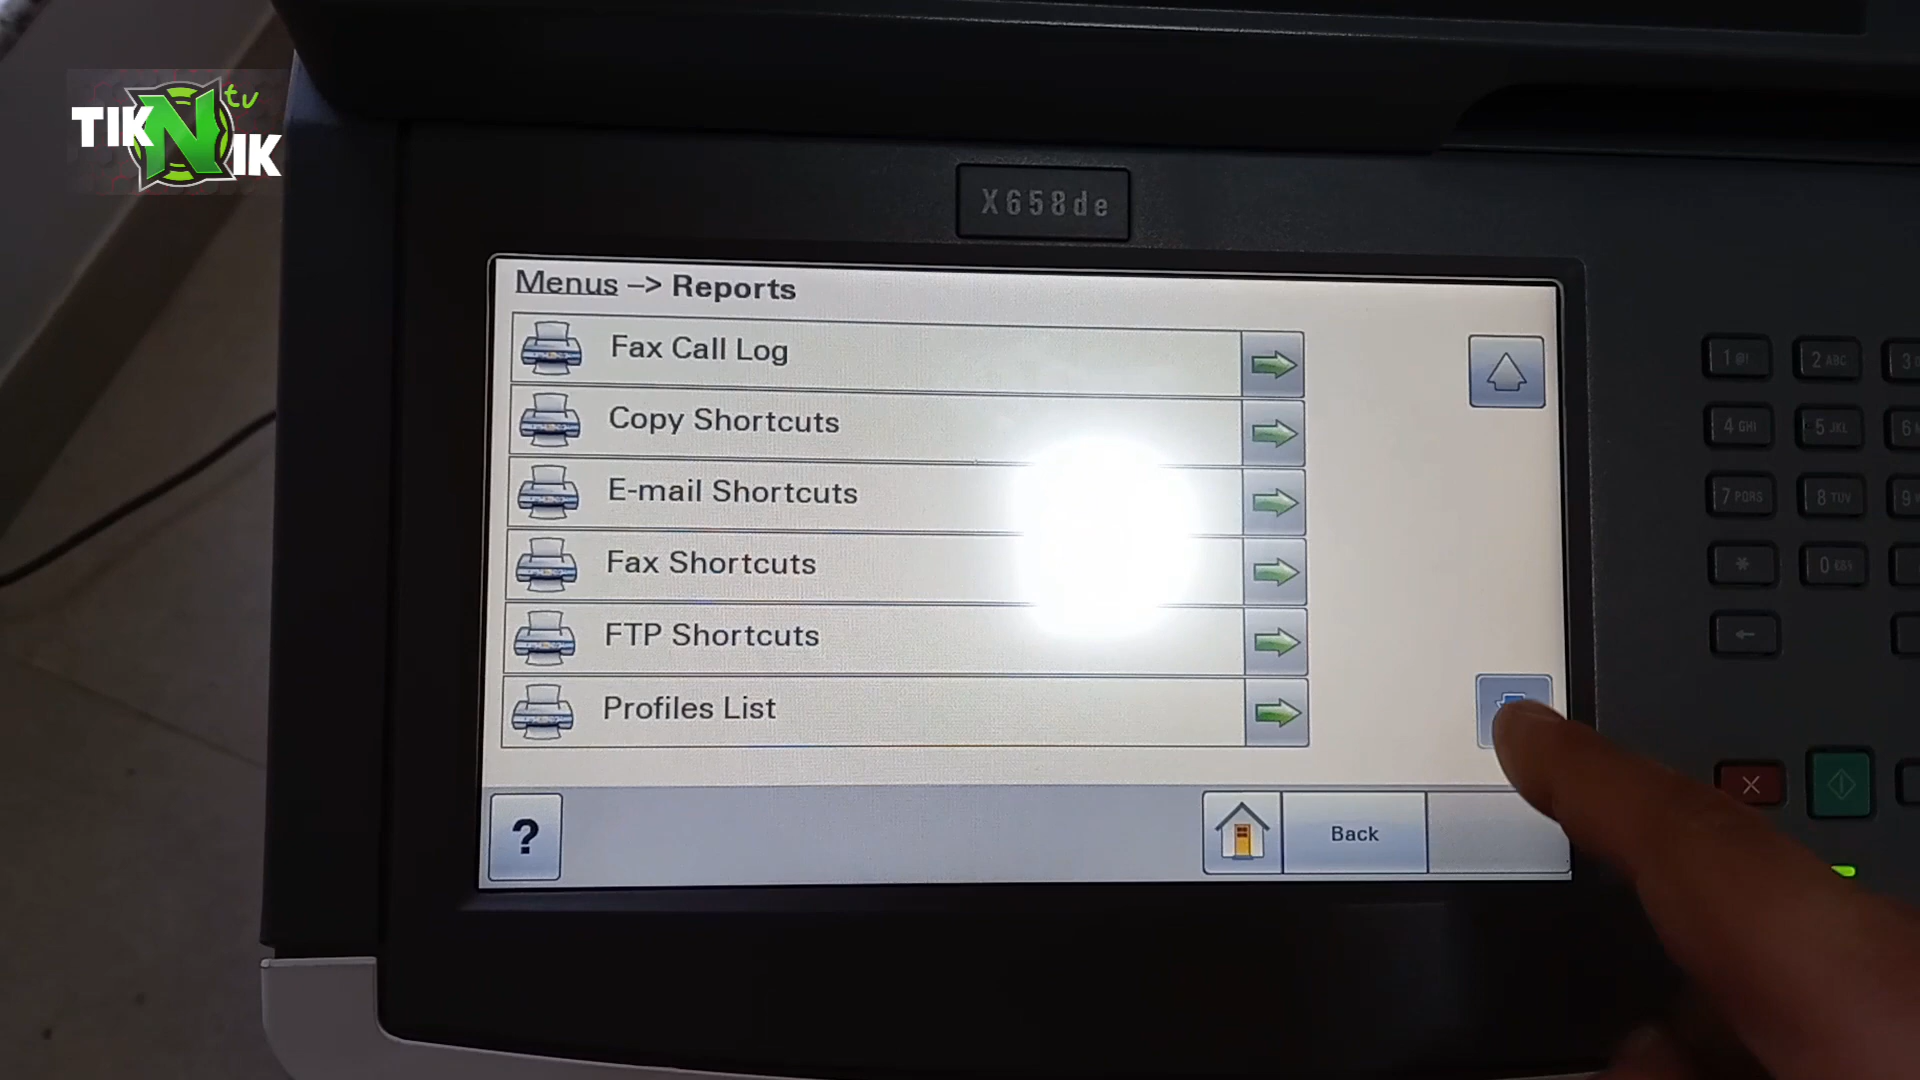 TIK N IK tv
X658de
Menus –> Reports
Fax Call Log
Copy Shortcuts
E-mail Shortcuts
Fax Shortcuts
FTP Shortcuts
Profiles List
?
Back
1 @!
2 ABC
3
4 GHI
5 JKL
6
7 PQRS
8 TUV
9
*
0